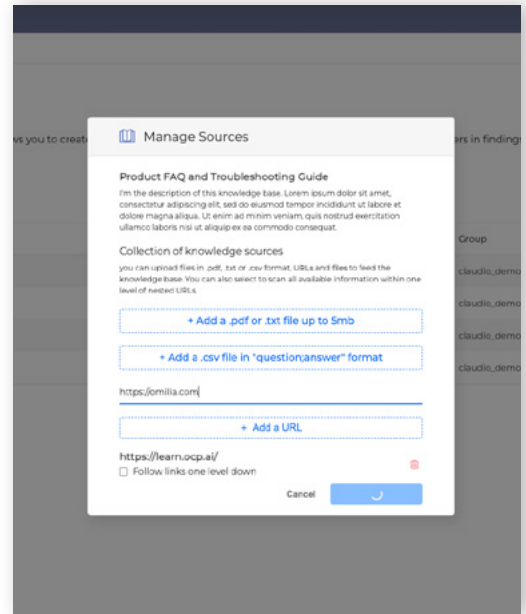 ws you to create
ers in findings
Manage Sources
Product FAQ and Troubleshooting Guide
I'm the description of this knowledge base. Lorem ipsum dolor sit amet,
consectetur adipiscing elit, sed do eiusmod tempor incididunt ut labore et
dolore magna aliqua. Ut enim ad minim veniam, quis nostrud exercitation
ullamco laboris nisi ut aliquip ex ea commodo consequat.
Collection of knowledge sources
you can upload files in .pdf, .txt or .csv format, URLs and files to feed the
knowledge base. You can also select to scan all available information within one
level of nested URLs.
+ Add a .pdf or .txt file up to 5mb
+ Add a .csv file in "question;answer" format
https://omilia.com
+ Add a URL
https://learn.ocp.ai/
Follow links one level down
Cancel
Group
claudio_demo
claudio_demo
claudio_demo
claudio_demo